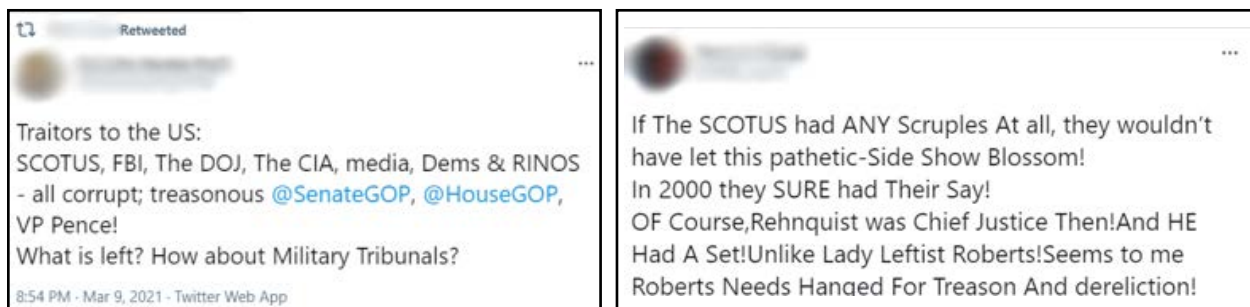 Retweeted
Traitors to the US:
SCOTUS, FBI, The DOJ, The CIA, media, Dems & RINOS
- all corrupt; treasonous @SenateGOP, @HouseGOP,
VP Pence!
What is left? How about Military Tribunals?
8:54 PM · Mar 9, 2021 · Twitter Web App
If The SCOTUS had ANY Scruples At all, they wouldn't
have let this pathetic-Side Show Blossom!
In 2000 they SURE had Their Say!
OF Course,Rehnquist was Chief Justice Then!And HE
Had A Set!Unlike Lady Leftist Roberts!Seems to me
Roberts Needs Hanged For Treason And dereliction!